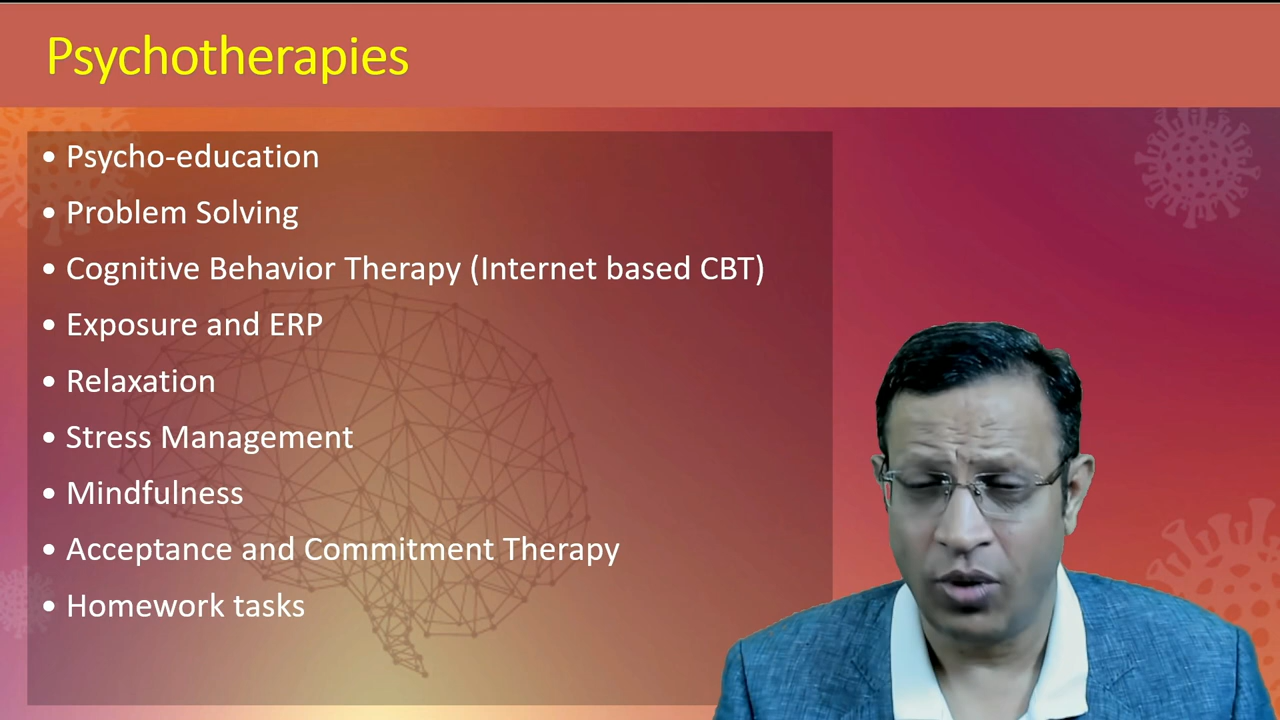 Psychotherapies
• Psycho-education
• Problem Solving
• Cognitive Behavior Therapy (Internet based CBT)
• Exposure and ERP
• Relaxation
• Stress Management
• Mindfulness
• Acceptance and Commitment Therapy
• Homework tasks